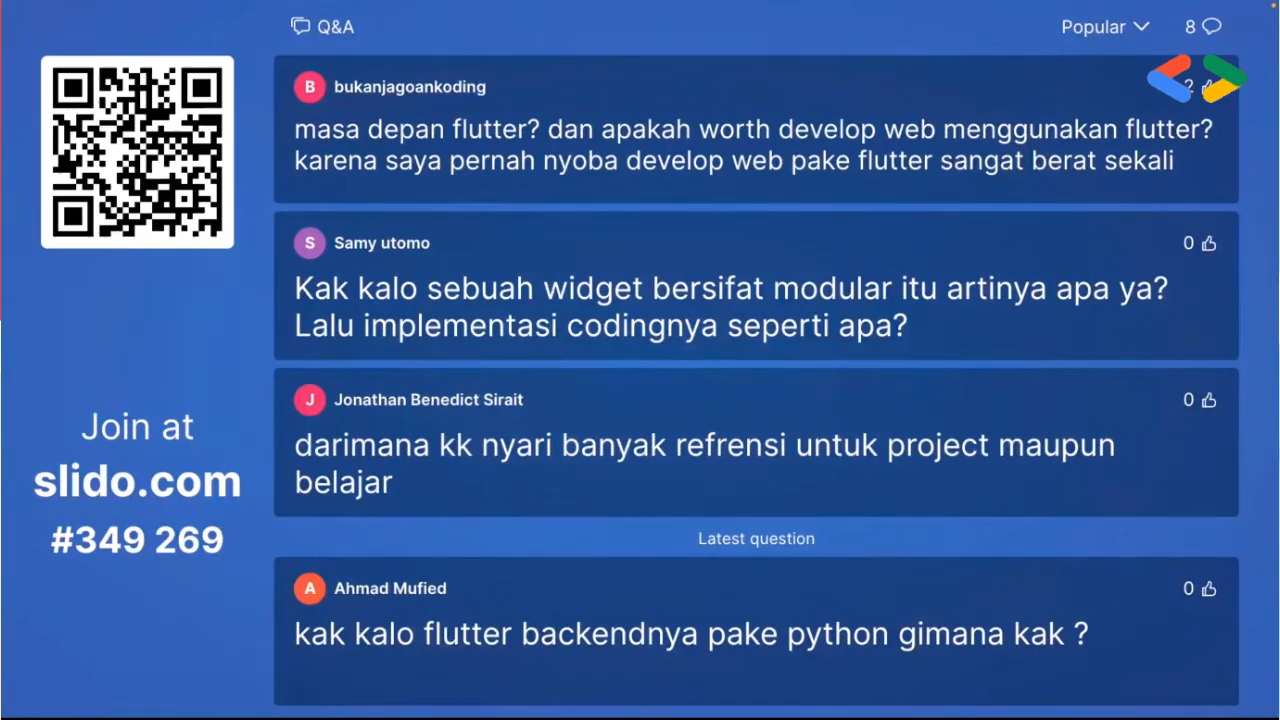 Q&A
Popular
8
B bukanjagoankoding
2
masa depan flutter? dan apakah worth develop web menggunakan flutter?
karena saya pernah nyoba develop web pake flutter sangat berat sekali
S Samy utomo
0
Kak kalo sebuah widget bersifat modular itu artinya apa ya?
Lalu implementasi codingnya seperti apa?
J Jonathan Benedict Sirait
0
darimana kk nyari banyak refrensi untuk project maupun
belajar
Latest question
A Ahmad Mufied
0
kak kalo flutter backendnya pake python gimana kak ?
Join at
slido.com
#349 269